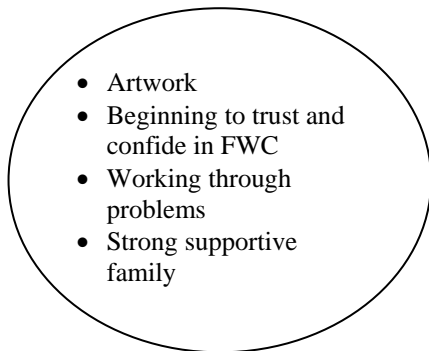 • Artwork
• Beginning to trust and
confide in FWC
• Working through
problems
• Strong supportive
family